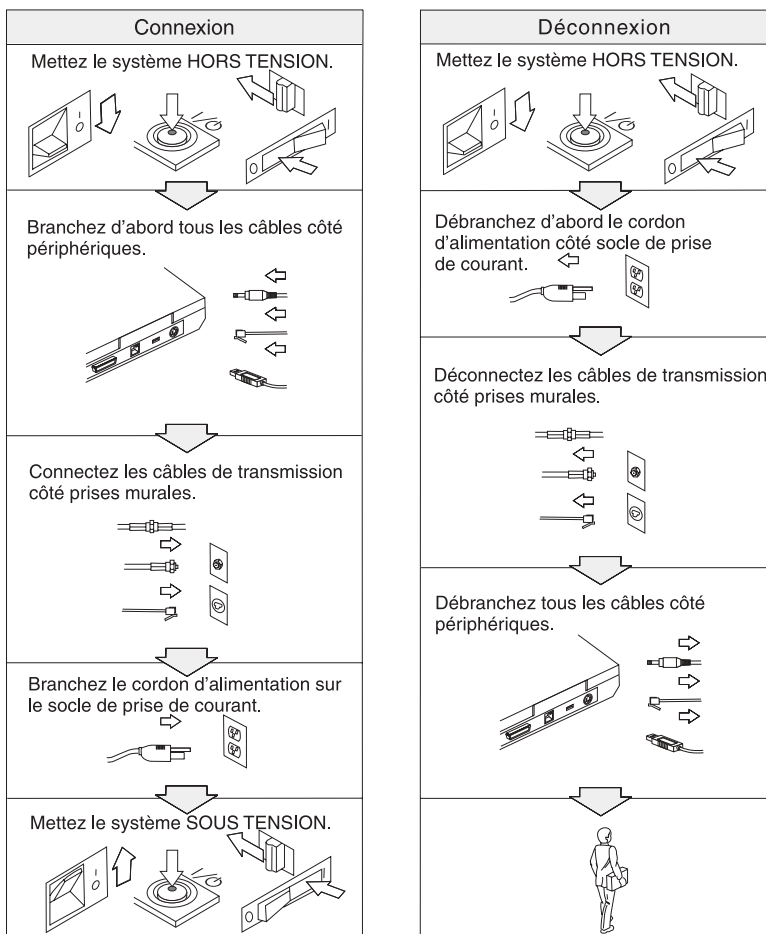 Connexion
Mettez le système HORS TENSION.
Branchez d'abord tous les câbles côté
périphériques.
Connectez les câbles de transmission
côté prises murales.
Branchez le cordon d'alimentation sur
le socle de prise de courant.
Mettez le système SOUS TENSION.
Déconnexion
Mettez le système HORS TENSION.
Débranchez d'abord le cordon
d'alimentation côté socle de prise
de courant.
Déconnectez les câbles de transmission
côté prises murales.
Débranchez tous les câbles côté
périphériques.